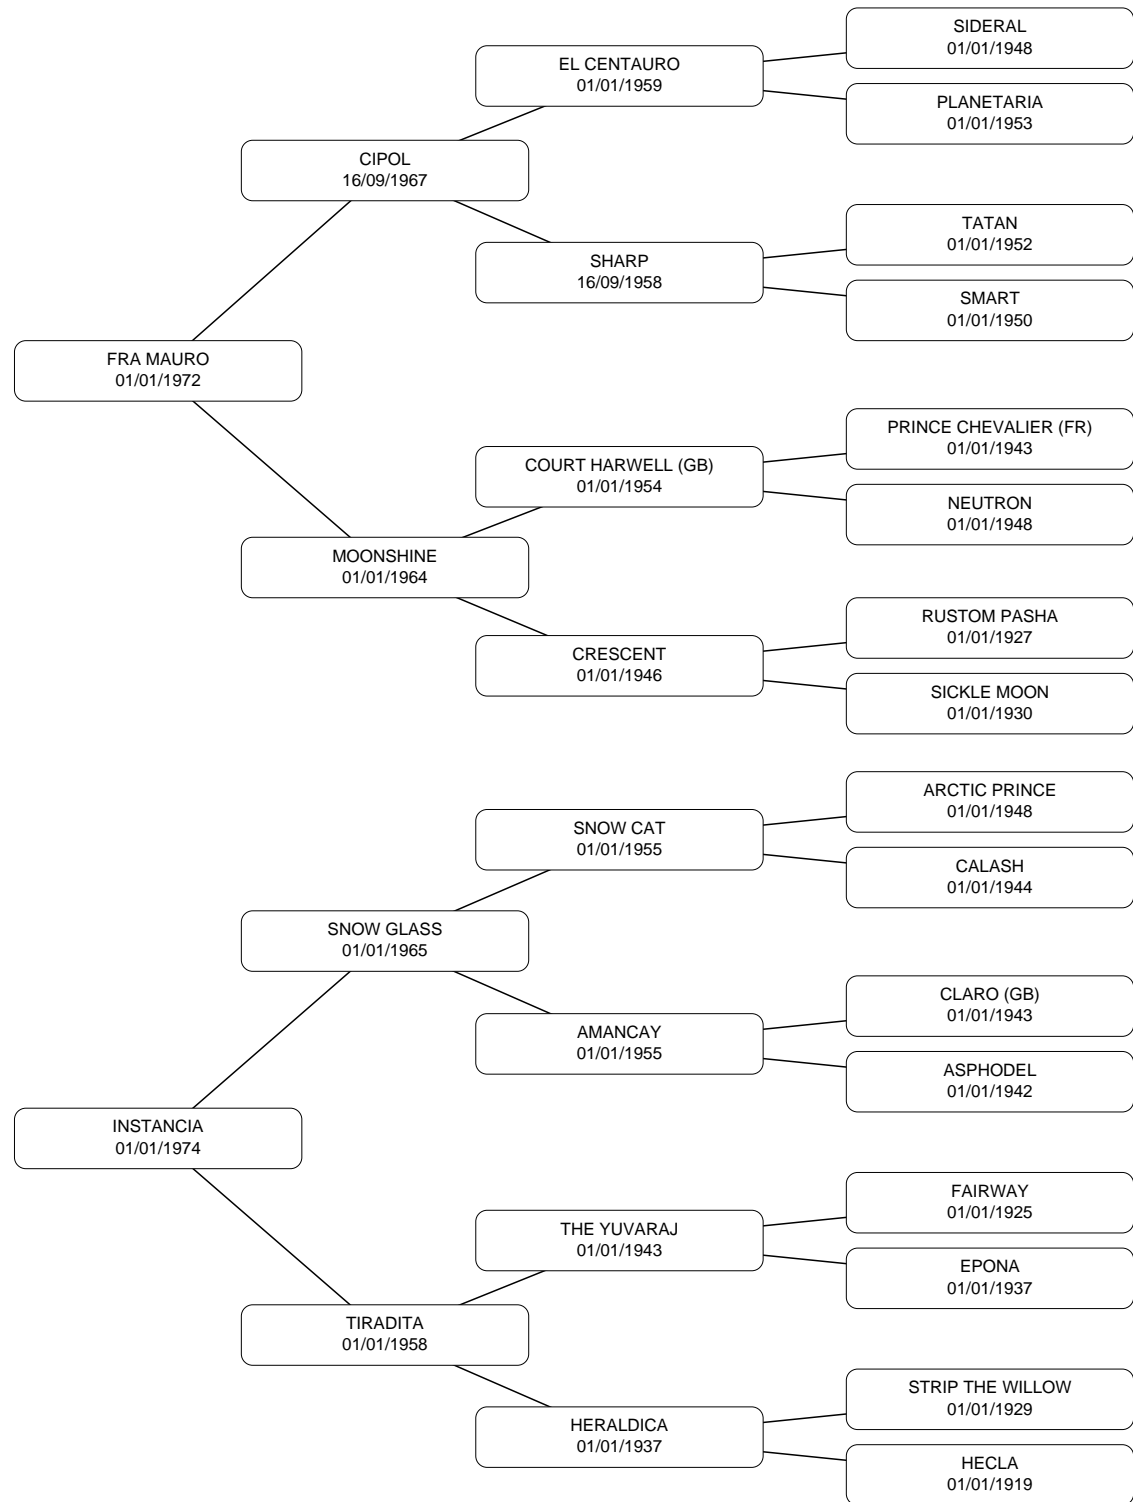 SIDERAL
01/01/1948
EL CENTAURO
01/01/1959
PLANETARIA
01/01/1953
CIPOL
16/09/1967
TATAN
01/01/1952
SHARP
16/09/1958
SMART
01/01/1950
FRA MAURO
01/01/1972
PRINCE CHEVALIER (FR)
01/01/1943
COURT HARWELL (GB)
01/01/1954
NEUTRON
01/01/1948
MOONSHINE
01/01/1964
RUSTOM PASHA
01/01/1927
CRESCENT
01/01/1946
SICKLE MOON
01/01/1930
ARCTIC PRINCE
01/01/1948
SNOW CAT
01/01/1955
CALASH
01/01/1944
SNOW GLASS
01/01/1965
CLARO (GB)
01/01/1943
AMANCAY
01/01/1955
ASPHODEL
01/01/1942
INSTANCIA
01/01/1974
FAIRWAY
01/01/1925
THE YUVARAJ
01/01/1943
EPONA
01/01/1937
TIRADITA
01/01/1958
STRIP THE WILLOW
01/01/1929
HERALDICA
01/01/1937
HECLA
01/01/1919